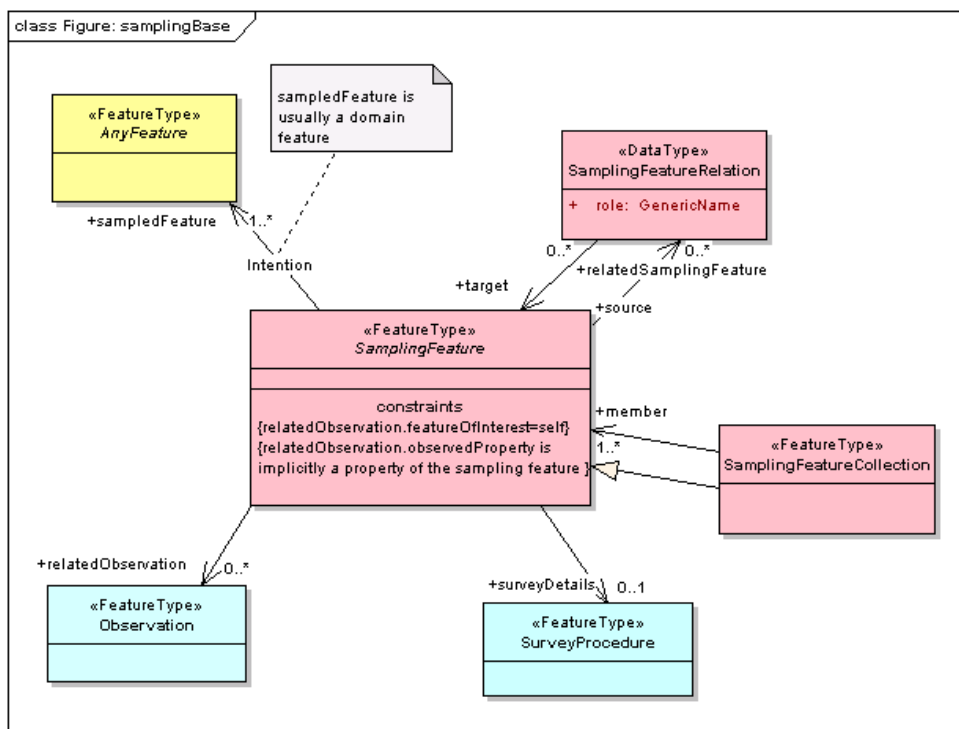 class Figure: samplingBase
«FeatureType»
AnyFeature
sampledFeature is
usually a domain
feature
«DataType»
SamplingFeatureRelation
+ role: GenericName
+sampledFeature
1..*
Intention
0..*
0..*
+relatedSamplingFeature
+target
+source
«FeatureType»
SamplingFeature
constraints
{relatedObservation.featureOfInterest=self}
{relatedObservation.observedProperty is
implicitly a property of the sampling feature }
+member
1..*
«FeatureType»
SamplingFeatureCollection
+relatedObservation
0..*
+surveyDetails
0..1
«FeatureType»
Observation
«FeatureType»
SurveyProcedure